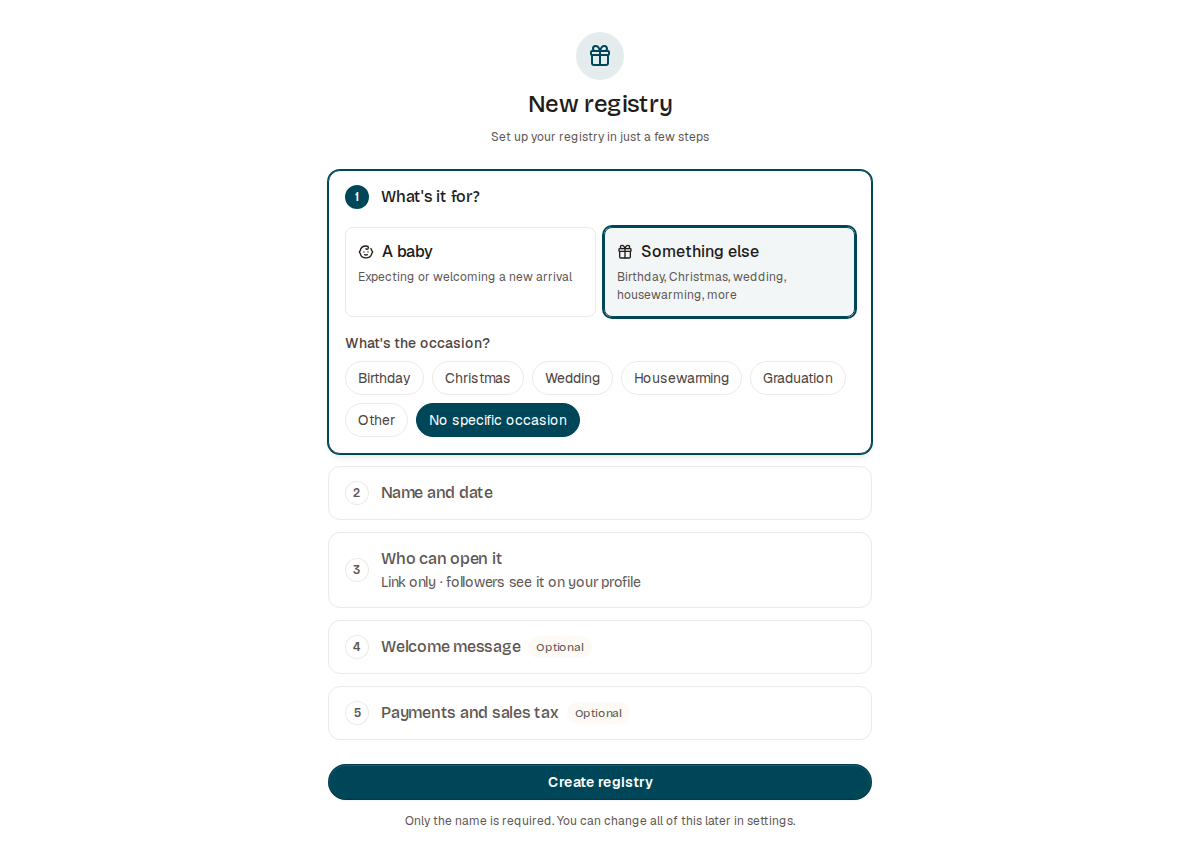 New registry
Set up your registry in just a few steps
1 What's it for?
A baby
Expecting or welcoming a new arrival
Something else
Birthday, Christmas, wedding,
housewarming, more
What's the occasion?
Birthday Christmas Wedding Housewarming Graduation
Other No specific occasion
2 Name and date
3 Who can open it
Link only · followers see it on your profile
4 Welcome message Optional
5 Payments and sales tax Optional
Create registry
Only the name is required. You can change all of this later in settings.